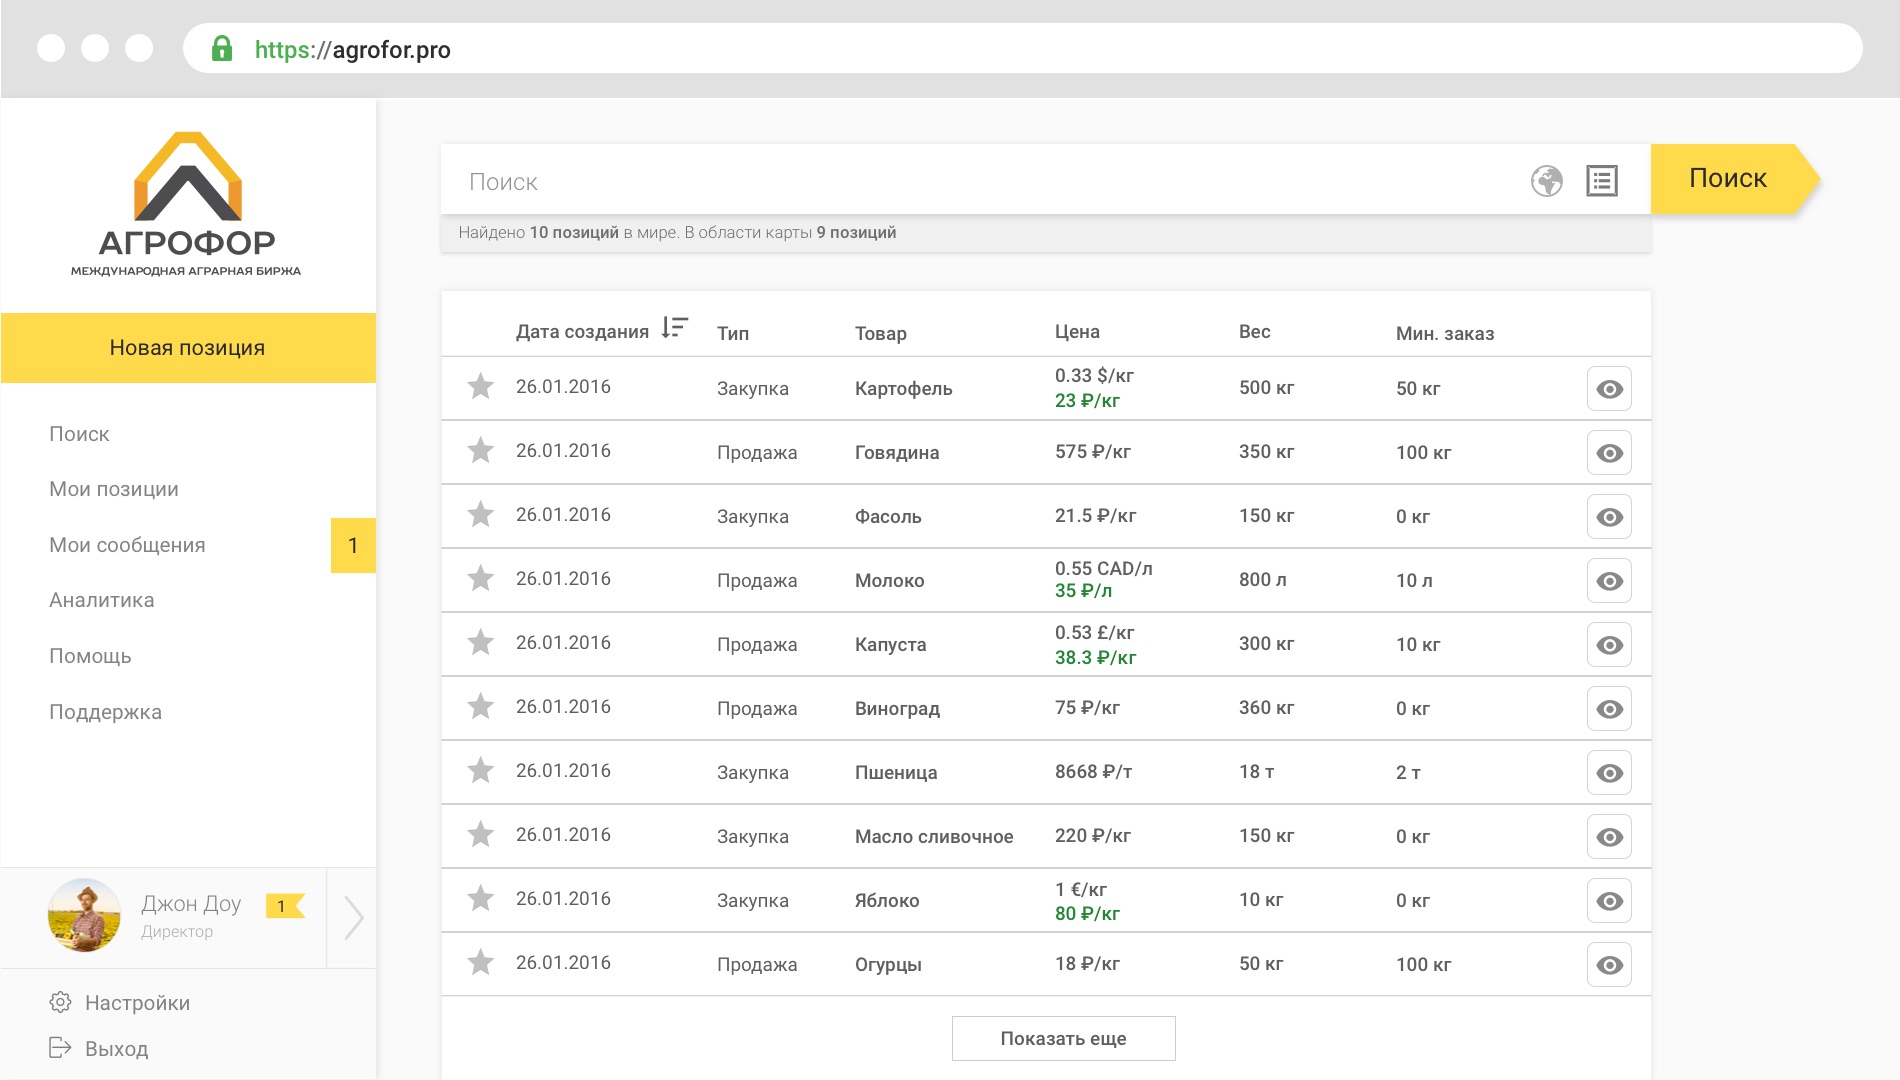 https://agrofor.pro
АГРОФОР
МЕЖДУНАРОДНАЯ АГРАРНАЯ БИРЖА
Новая позиция
Поиск
Мои позиции
Мои сообщения 1
Аналитика
Помощь
Поддержка
Джон Доу 1
Директор
Настройки
Выход
Поиск Поиск
Найдено 10 позиций в мире. В области карты 9 позиций
Дата создания Тип Товар Цена Вес Мин. заказ
26.01.2016 Закупка Картофель 0.33 $/кг 500 кг 50 кг
23 ₽/кг
26.01.2016 Продажа Говядина 575 ₽/кг 350 кг 100 кг
26.01.2016 Закупка Фасоль 21.5 ₽/кг 150 кг 0 кг
26.01.2016 Продажа Молоко 0.55 CAD/л 800 л 10 л
35 ₽/л
26.01.2016 Продажа Капуста 0.53 £/кг 300 кг 10 кг
38.3 ₽/кг
26.01.2016 Продажа Виноград 75 ₽/кг 360 кг 0 кг
26.01.2016 Закупка Пшеница 8668 ₽/т 18 т 2 т
26.01.2016 Закупка Масло сливочное 220 ₽/кг 150 кг 0 кг
26.01.2016 Закупка Яблоко 1 €/кг 10 кг 0 кг
80 ₽/кг
26.01.2016 Продажа Огурцы 18 ₽/кг 50 кг 100 кг
Показать еще